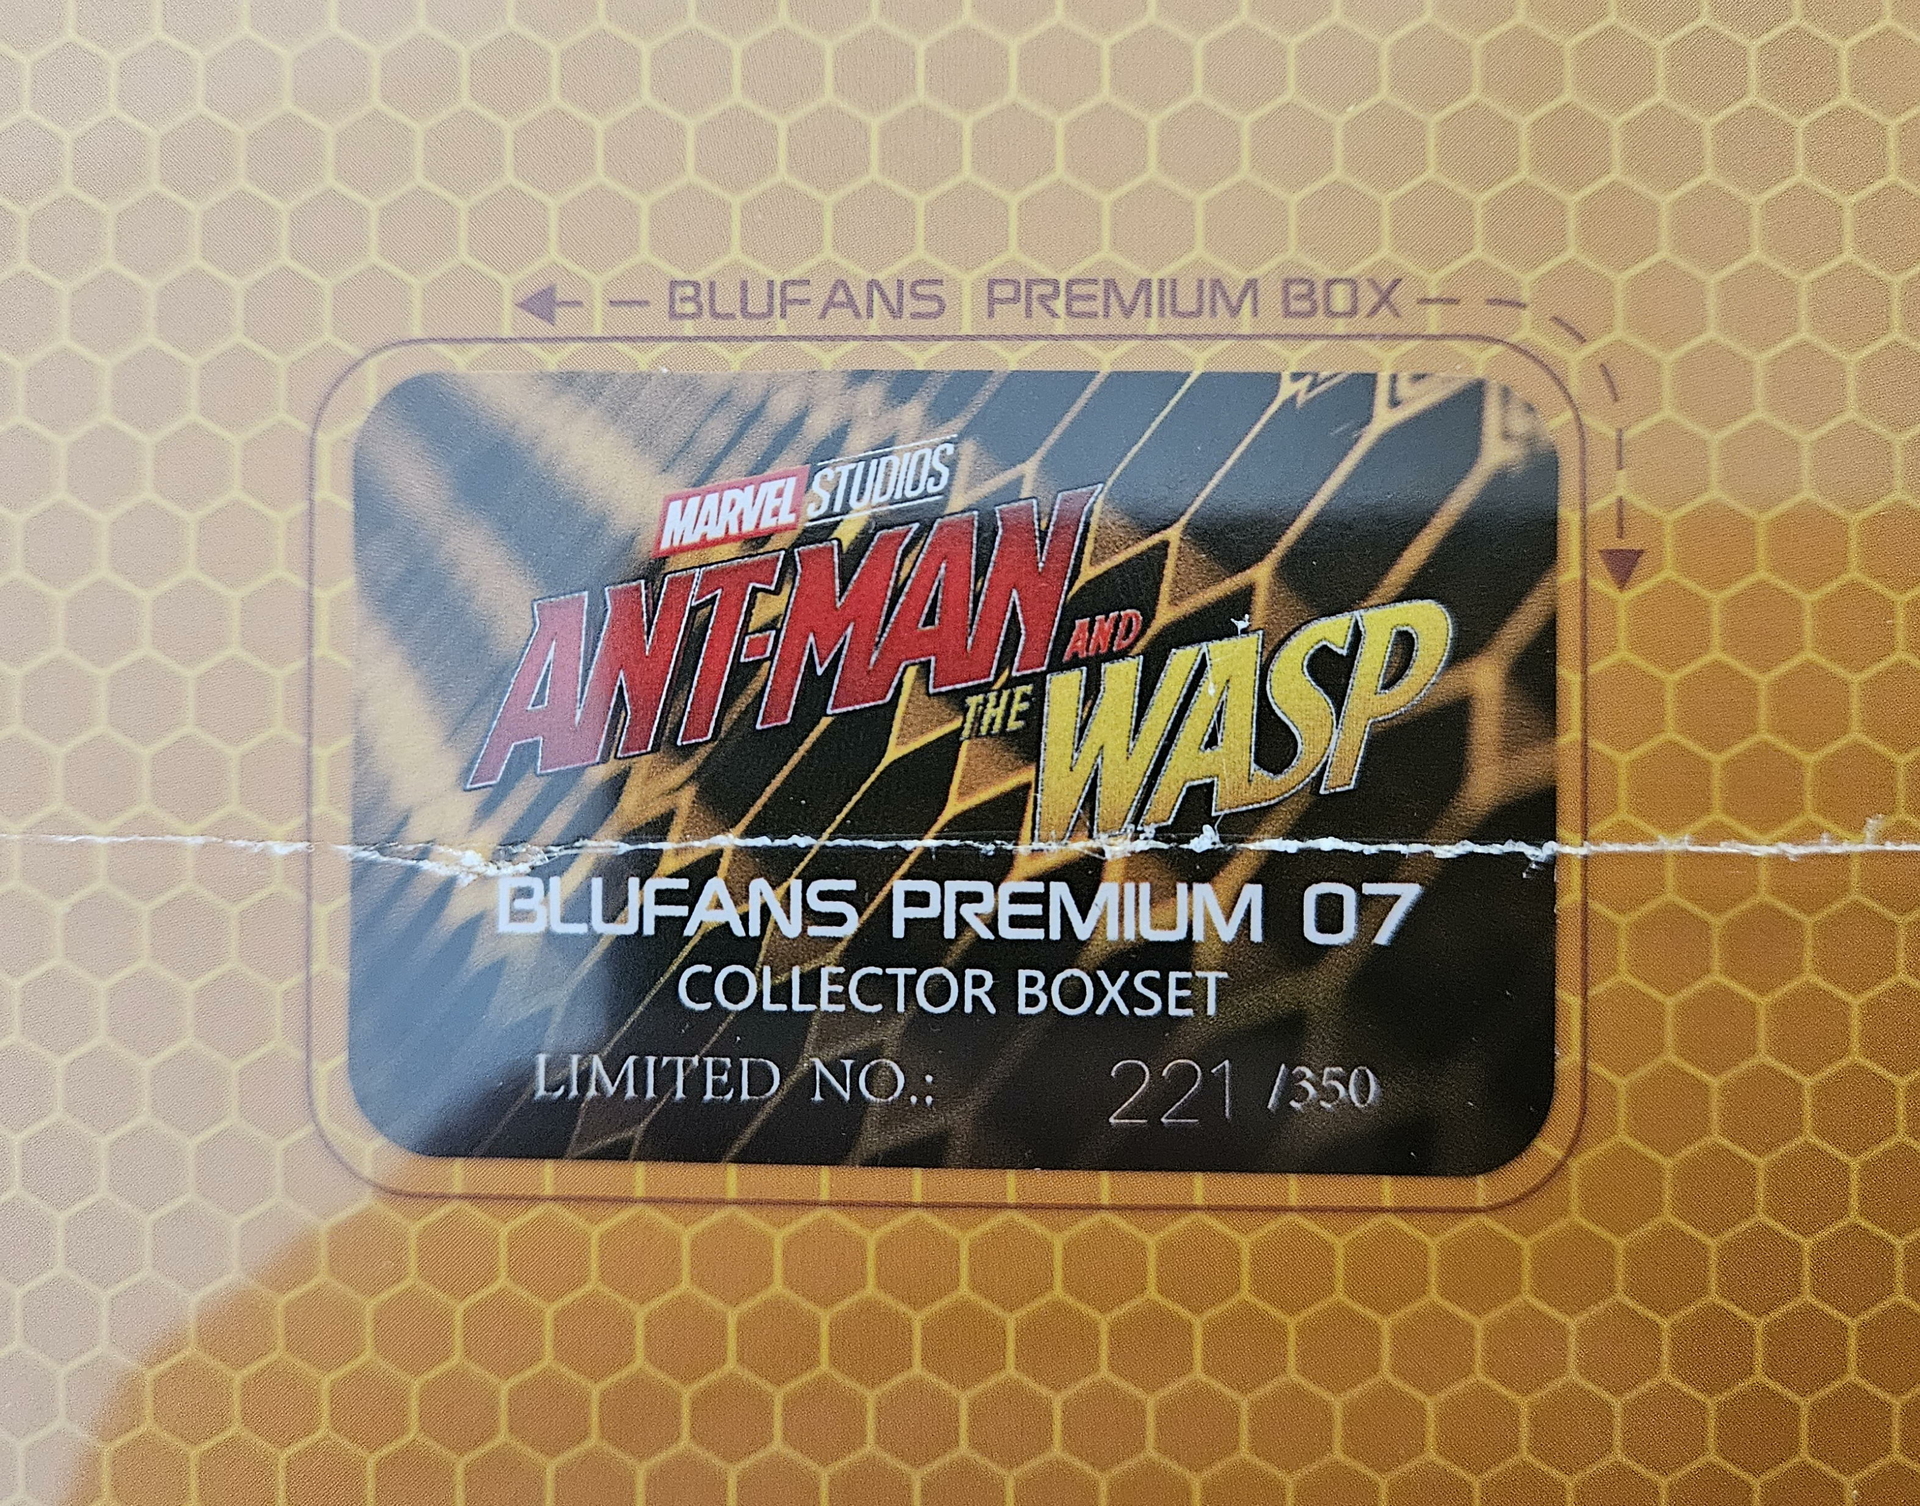 BLUFANS PREMIUM BOX
MARVEL STUDIOS
ANT-MAN
AND
THE
WASP
BLUFANS PREMIUM 07
COLLECTOR BOXSET
LIMITED NO.: 221 /350